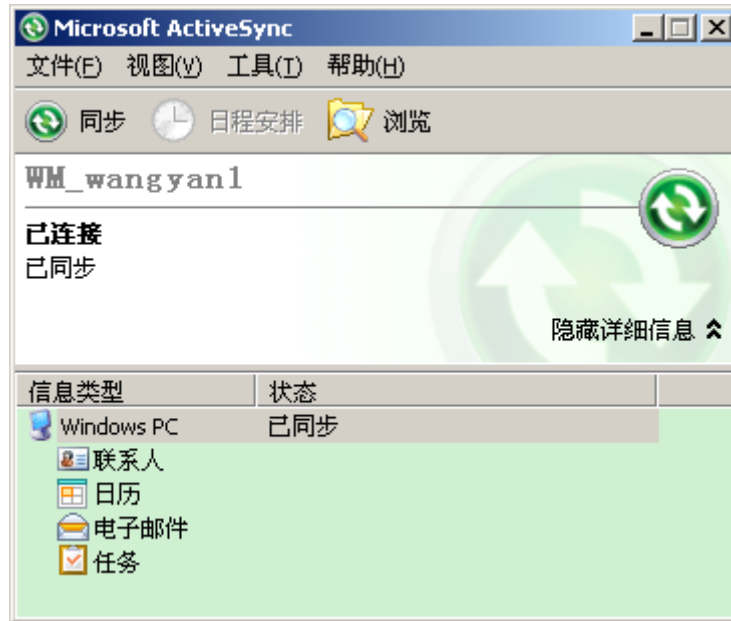 Microsoft ActiveSync
文件(F) 视图(V) 工具(T) 帮助(H)
同步 日程安排 浏览
WM_wangyan1
已连接
已同步
隐藏详细信息
信息类型 状态
Windows PC 已同步
联系人
日历
电子邮件
任务